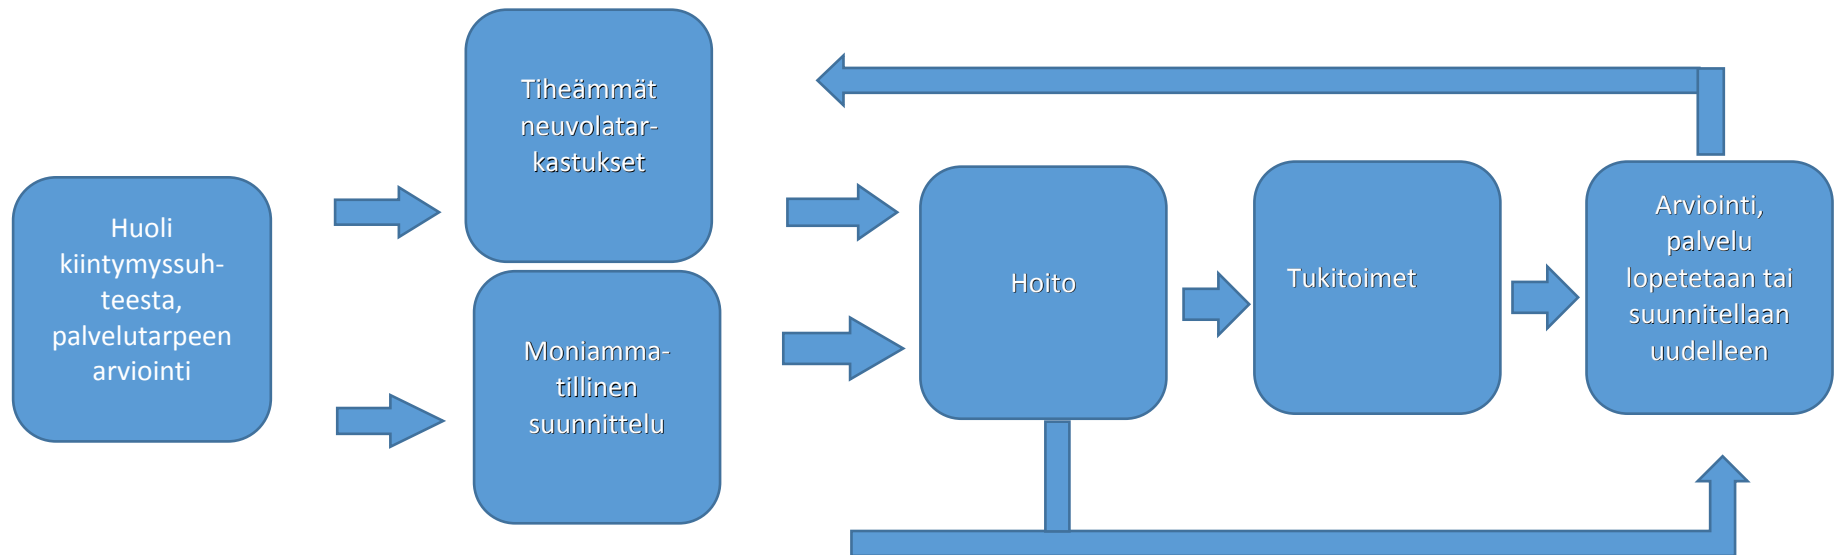 Huoli
kiintymyssuh-
teesta,
palvelutarpeen
arviointi
Tiheämmät
neuvolatar-
kastukset
Moniamma-
tillinen
suunnittelu
Hoito
Tukitoimet
Arviointi,
palvelu
lopetetaan tai
suunnitellaan
uudelleen